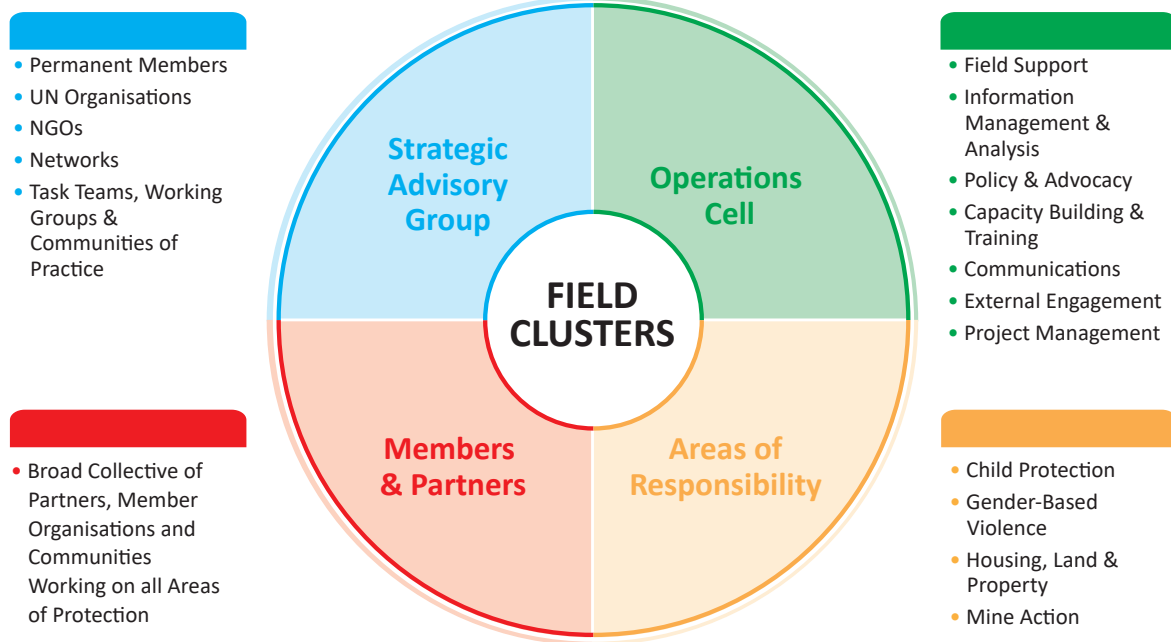 • Permanent Members
• UN Organisations
• NGOs
• Networks
• Task Teams, Working
Groups &
Communities of
Practice
Strategic
Advisory
Group
Operations
Cell
• Field Support
• Information
Management &
Analysis
• Policy & Advocacy
• Capacity Building &
Training
• Communications
• External Engagement
• Project Management
FIELD
CLUSTERS
• Broad Collective of
Partners, Member
Organisations and
Communities
Working on all Areas
of Protection
Members
& Partners
Areas of
Responsibility
• Child Protection
• Gender-Based
Violence
• Housing, Land &
Property
• Mine Action